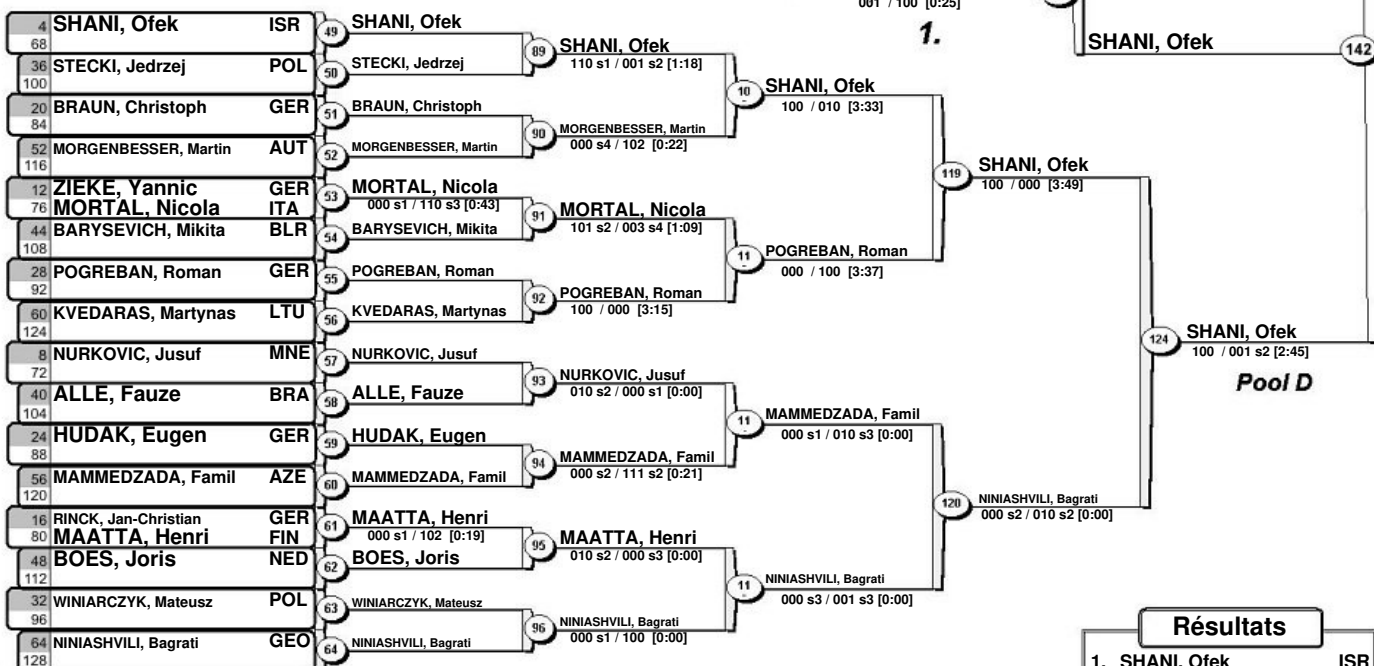 001 / 100 [0:25]
1.
SHANI, Ofek
142
4 SHANI, Ofek ISR
68
49 SHANI, Ofek
36 STECKI, Jedrzej POL
100
50 STECKI, Jedrzej
89 SHANI, Ofek
110 s1 / 001 s2 [1:18]
20 BRAUN, Christoph GER
84
51 BRAUN, Christoph
52 MORGENBESSER, Martin AUT
116
52 MORGENBESSER, Martin
90 MORGENBESSER, Martin
000 s4 / 102 [0:22]
10 SHANI, Ofek
100 / 010 [3:33]
12 ZIEKE, Yannic GER
76 MORTAL, Nicola ITA
53 MORTAL, Nicola
000 s1 / 110 s3 [0:43]
44 BARYSEVICH, Mikita BLR
108
54 BARYSEVICH, Mikita
91 MORTAL, Nicola
101 s2 / 003 s4 [1:09]
28 POGREBAN, Roman GER
92
55 POGREBAN, Roman
60 KVEDARAS, Martynas LTU
124
56 KVEDARAS, Martynas
92 POGREBAN, Roman
100 / 000 [3:15]
11 POGREBAN, Roman
000 / 100 [3:37]
119 SHANI, Ofek
100 / 000 [3:49]
8 NURKOVIC, Jusuf MNE
72
57 NURKOVIC, Jusuf
40 ALLE, Fauze BRA
104
58 ALLE, Fauze
93 NURKOVIC, Jusuf
010 s2 / 000 s1 [0:00]
24 HUDAK, Eugen GER
88
59 HUDAK, Eugen
56 MAMMEDZADA, Famil AZE
120
60 MAMMEDZADA, Famil
94 MAMMEDZADA, Famil
000 s2 / 111 s2 [0:21]
11 MAMMEDZADA, Famil
000 s1 / 010 s3 [0:00]
16 RINCK, Jan-Christian GER
80 MAATTA, Henri FIN
61 MAATTA, Henri
000 s1 / 102 [0:19]
48 BOES, Joris NED
112
62 BOES, Joris
95 MAATTA, Henri
010 s2 / 000 s3 [0:00]
32 WINIARCZYK, Mateusz POL
96
63 WINIARCZYK, Mateusz
64 NINIASHVILI, Bagrati GEO
128
64 NINIASHVILI, Bagrati
96 NINIASHVILI, Bagrati
000 s1 / 100 [0:00]
11 NINIASHVILI, Bagrati
000 s3 / 001 s3 [0:00]
120 NINIASHVILI, Bagrati
000 s2 / 010 s2 [0:00]
124 SHANI, Ofek
100 / 001 s2 [2:45]
Pool D
Résultats
1. SHANI, Ofek ISR